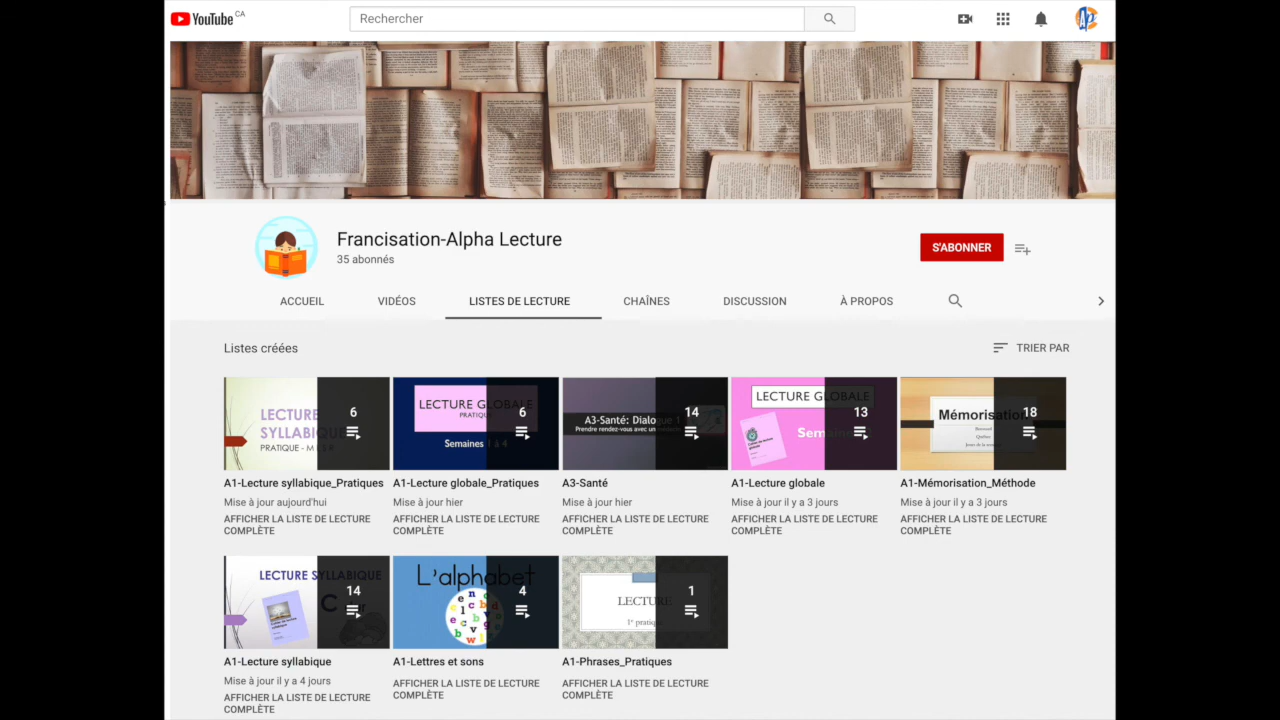 YouTube CA
Rechercher
Francisation-Alpha Lecture
35 abonnés
S'ABONNER
ACCUEIL VIDÉOS LISTES DE LECTURE CHAÎNES DISCUSSION À PROPOS
Listes créées
TRIER PAR
LECTURE
SYLLABIQUE
PRATIQUE - M
6
A1-Lecture syllabique_Pratiques
Mise à jour aujourd'hui
AFFICHER LA LISTE DE LECTURE
COMPLÈTE
LECTURE GLOBALE
PRATIQUE
Semaines 1 à 4
6
A1-Lecture globale_Pratiques
Mise à jour hier
AFFICHER LA LISTE DE LECTURE
COMPLÈTE
A3-Santé: Dialogue 1
Prendre rendez-vous avec un médecin
14
A3-Santé
Mise à jour hier
AFFICHER LA LISTE DE LECTURE
COMPLÈTE
LECTURE GLOBALE
13
A1-Lecture globale
Mise à jour il y a 3 jours
AFFICHER LA LISTE DE LECTURE
COMPLÈTE
Mémorisation
Québec
18
A1-Mémorisation_Méthode
Mise à jour il y a 3 jours
AFFICHER LA LISTE DE LECTURE
COMPLÈTE
LECTURE SYLLABIQUE
C
14
A1-Lecture syllabique
Mise à jour il y a 4 jours
AFFICHER LA LISTE DE LECTURE
COMPLÈTE
L'alphabet
4
A1-Lettres et sons
AFFICHER LA LISTE DE LECTURE
COMPLÈTE
LECTURE
1e pratique
1
A1-Phrases_Pratiques
AFFICHER LA LISTE DE LECTURE
COMPLÈTE